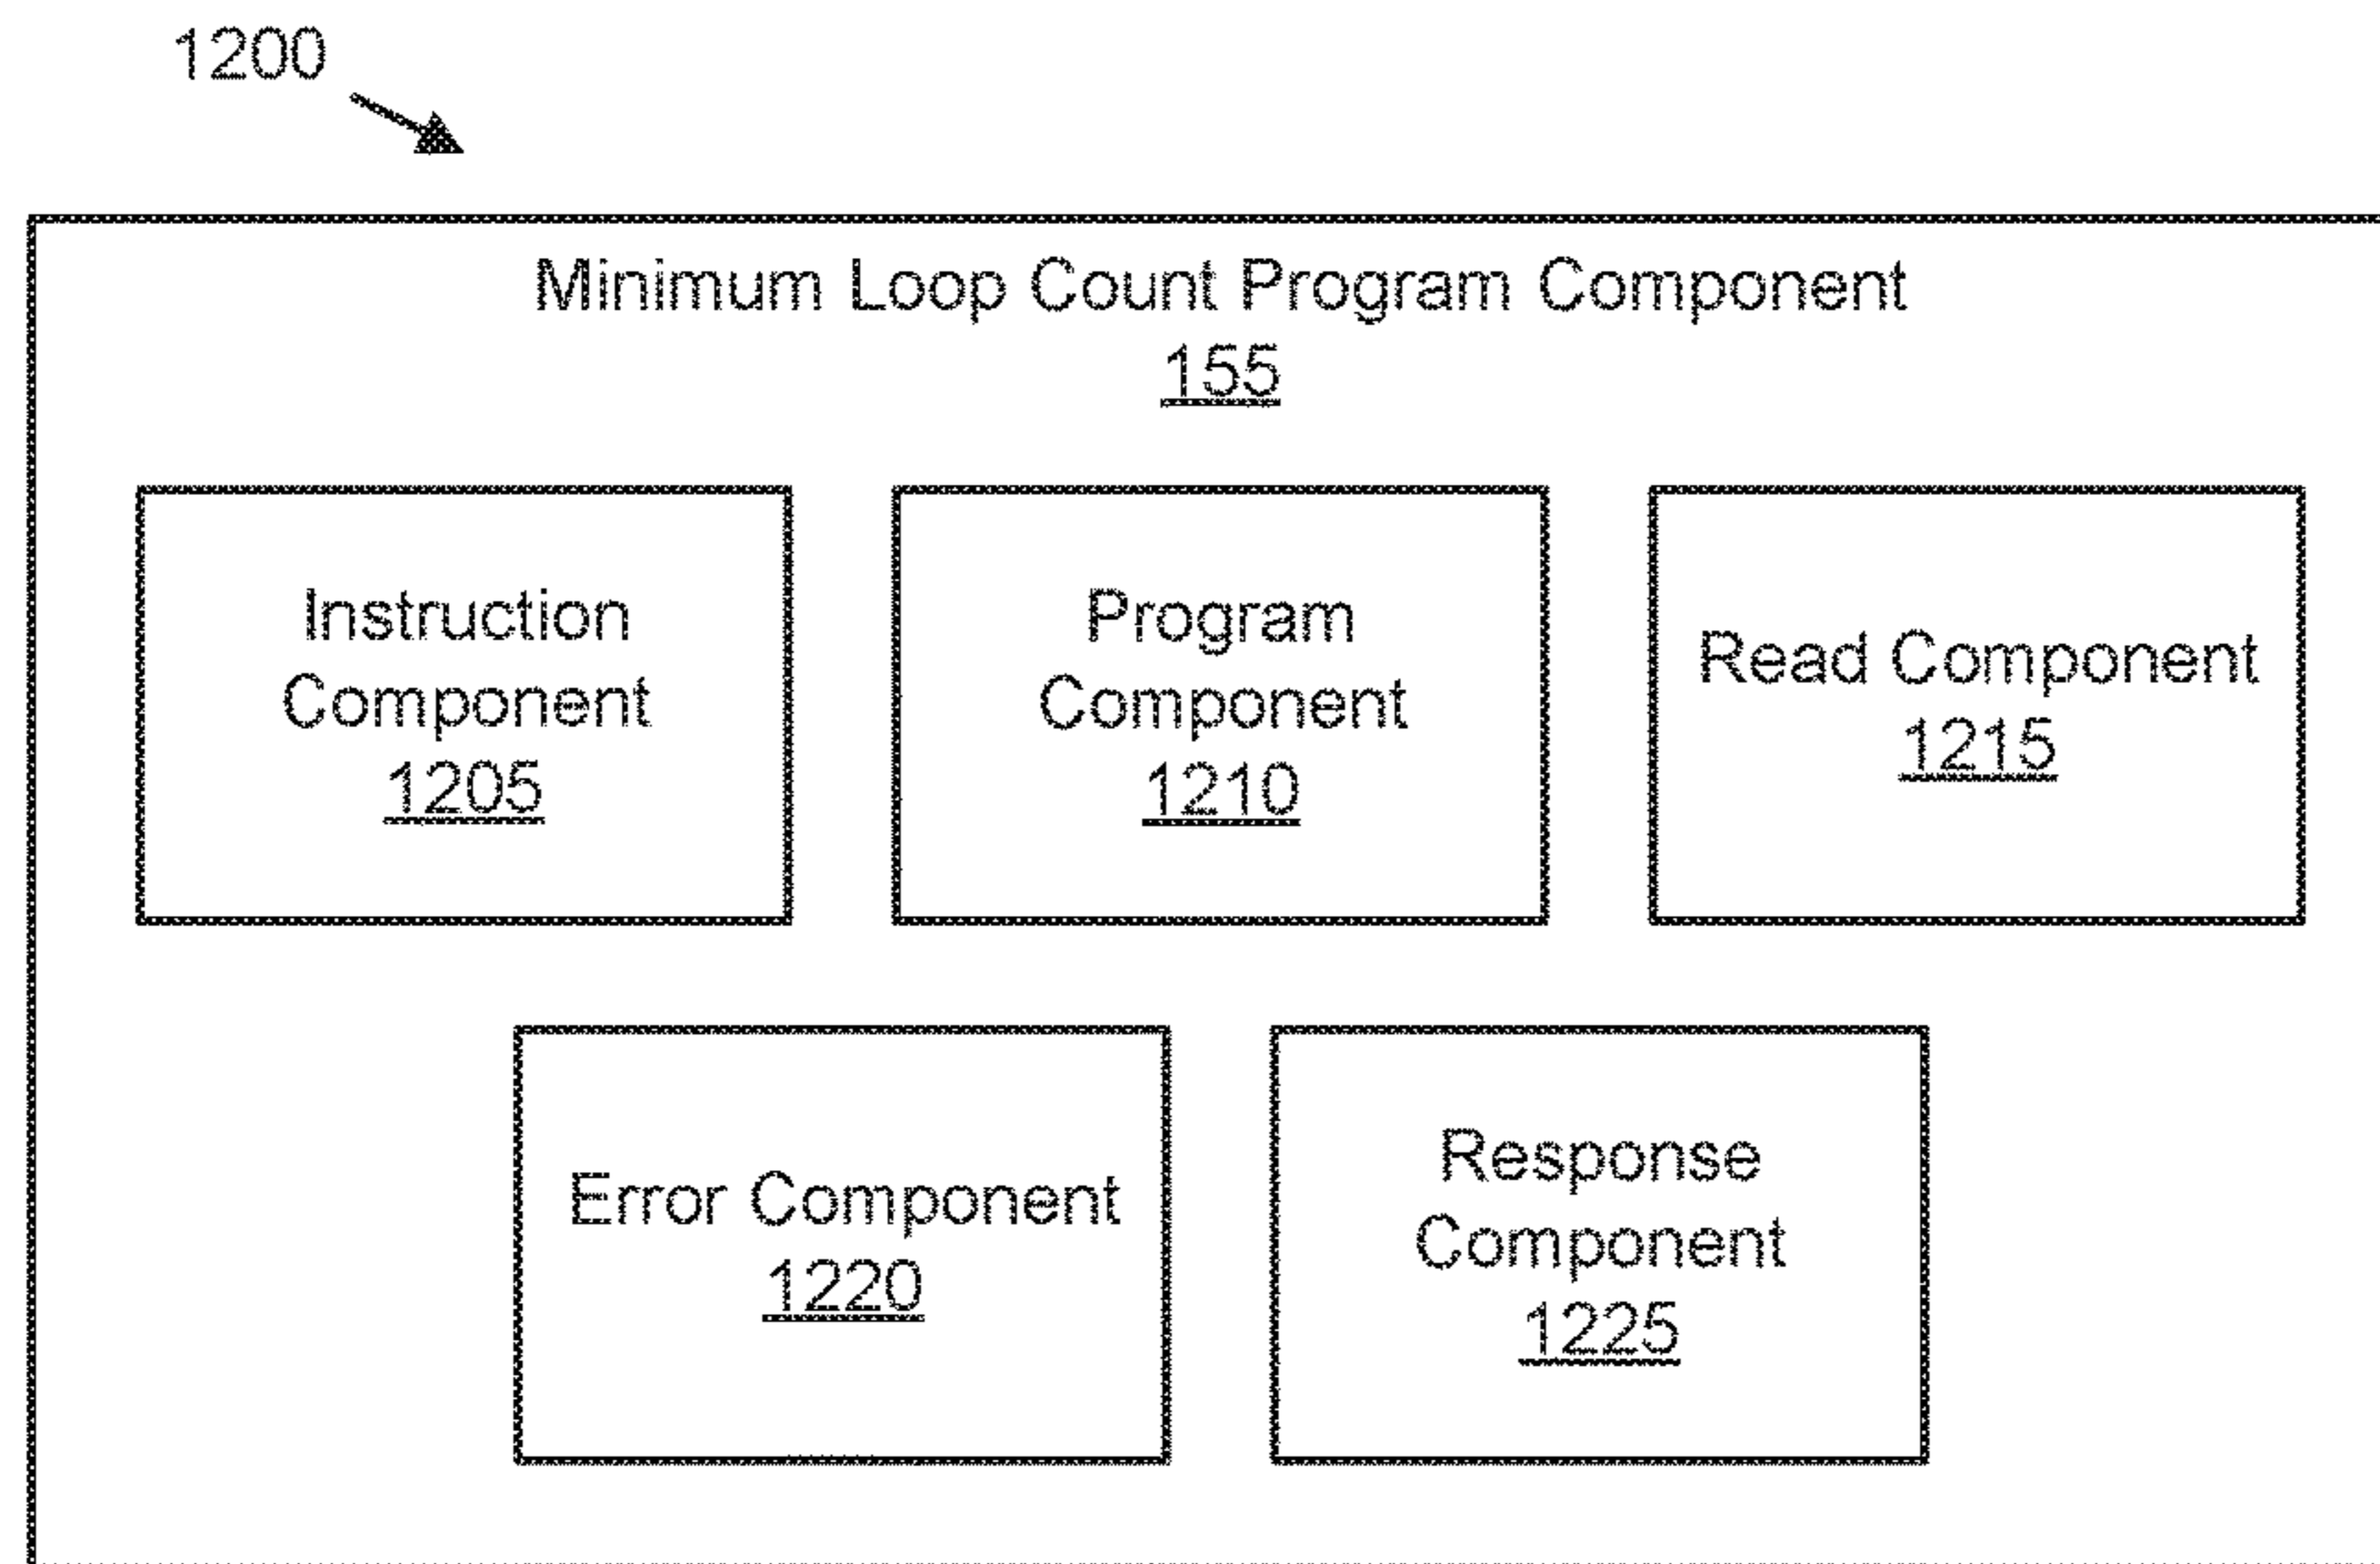 1200
Minimum Loop Count Program Component
155
Instruction
Component
1205
Program
Component
1210
Read Component
1215
Error Component
1220
Response
Component
1225